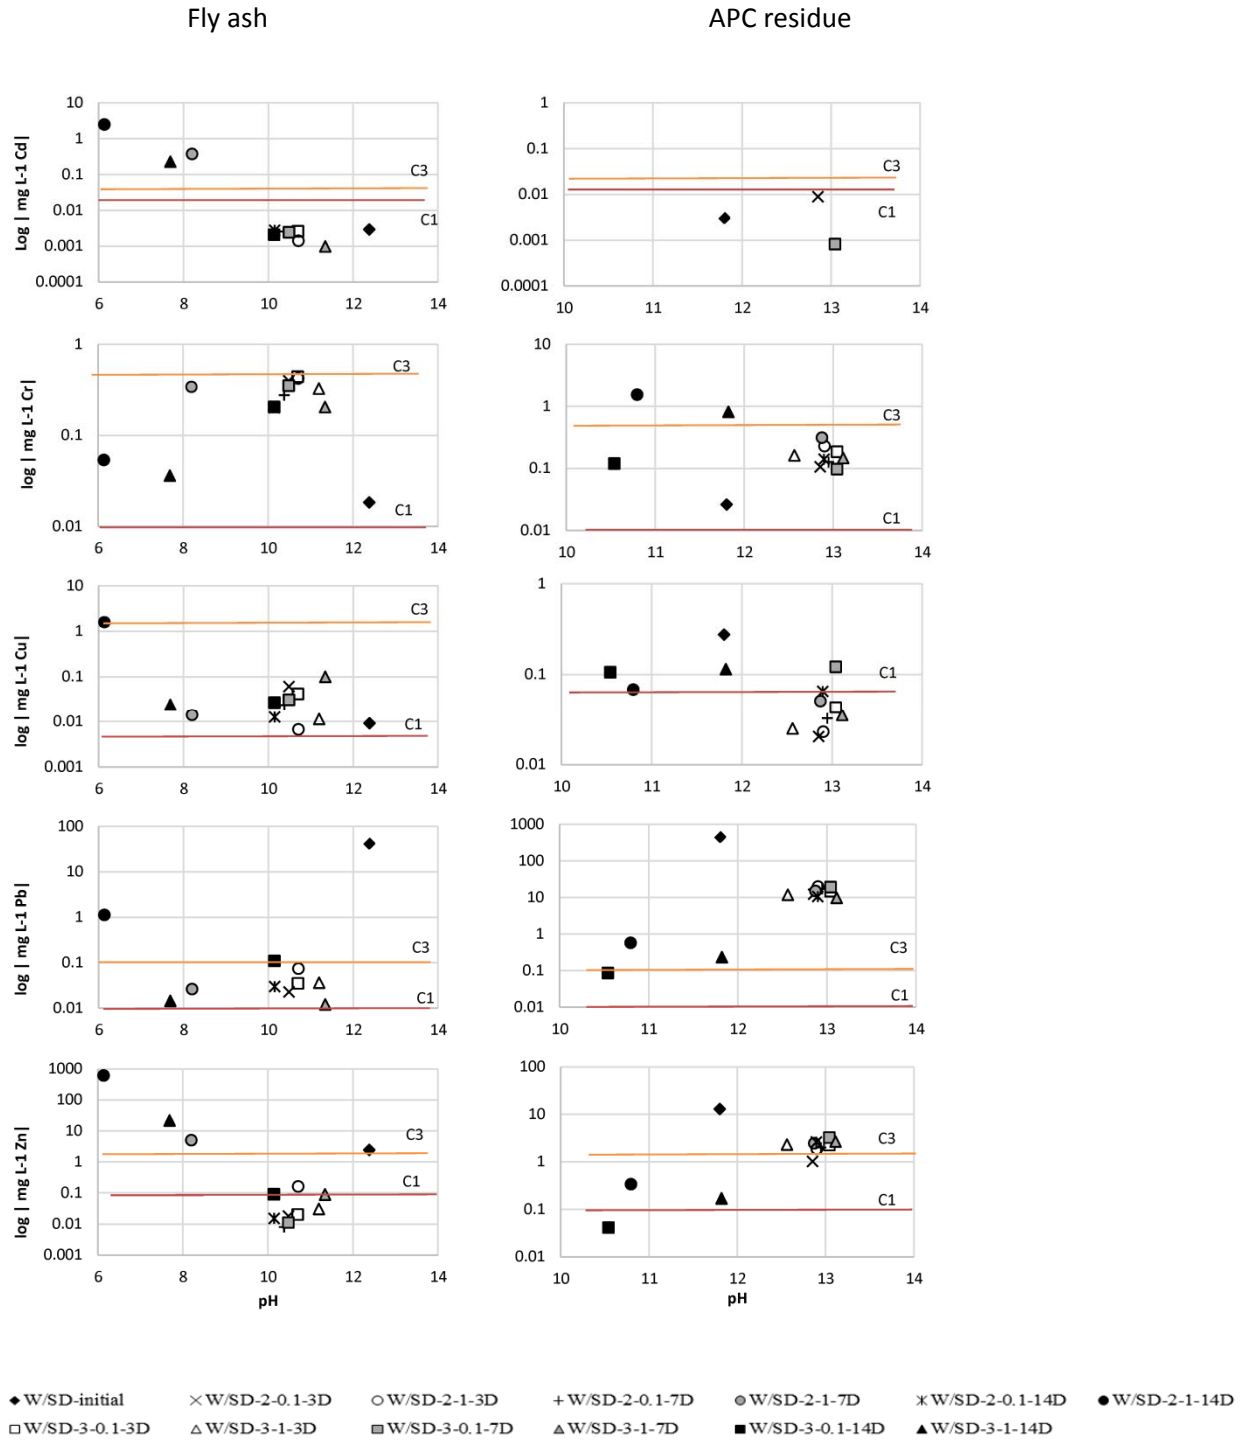 Fly ash
APC residue
Log | mg L-1 Cd|
10
1
0.1
0.01
0.001
0.0001
C3
C1
6 8 10 12 14
1
0.1
0.01
0.001
0.0001
C3
C1
10 11 12 13 14
log | mg L-1 Cr|
1
0.1
0.01
C3
C1
6 8 10 12 14
10
1
0.1
0.01
C3
C1
10 11 12 13 14
log | mg L-1 Cu|
10
1
0.1
0.01
0.001
C3
C1
6 8 10 12 14
1
0.1
0.01
C1
10 11 12 13 14
log | mg L-1 Pb|
100
10
1
0.1
0.01
C3
C1
6 8 10 12 14
1000
100
10
1
0.1
0.01
C3
C1
10 11 12 13 14
log | mg L-1 Zn|
1000
100
10
1
0.1
0.01
0.001
C3
C1
6 8 10 12 14
pH
100
10
1
0.1
0.01
C3
C1
10 11 12 13 14
pH
W/SD-initial W/SD-2-0.1-3D W/SD-2-1-3D W/SD-2-0.1-7D W/SD-2-1-7D W/SD-2-0.1-14D W/SD-2-1-14D
W/SD-3-0.1-3D W/SD-3-1-3D W/SD-3-0.1-7D W/SD-3-1-7D W/SD-3-0.1-14D W/SD-3-1-14D